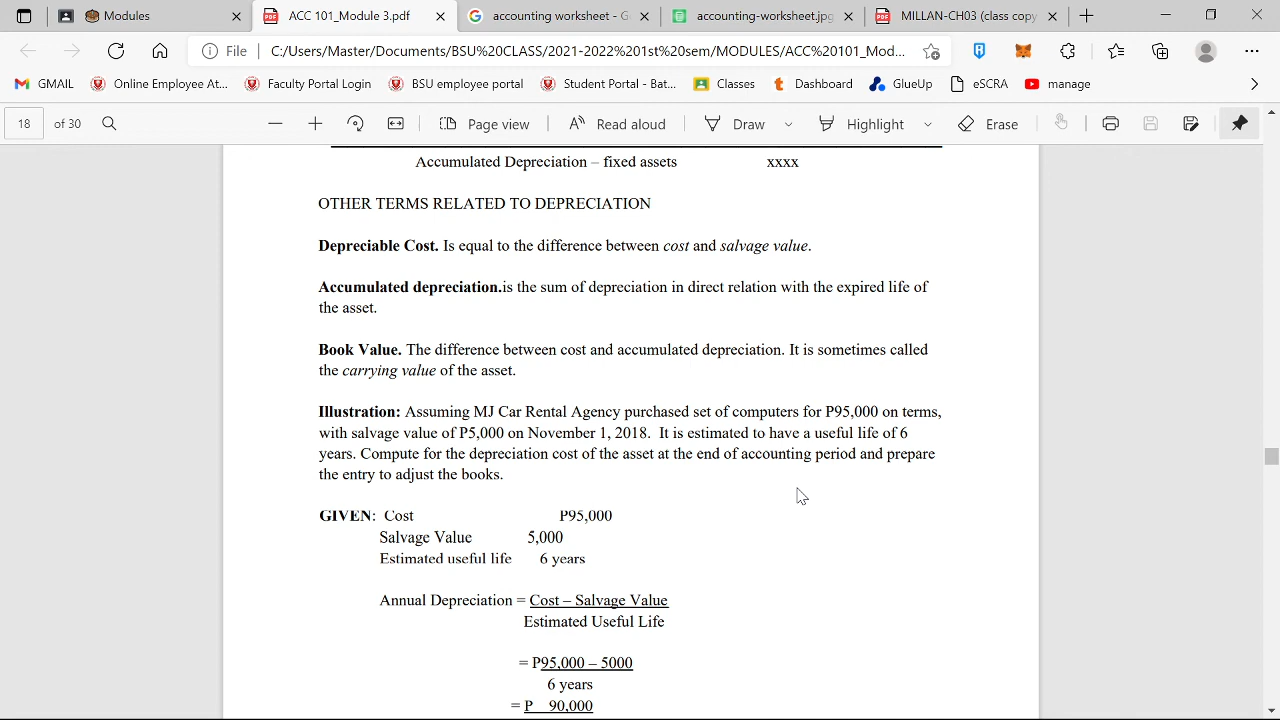 Modules
ACC 101_Module 3.pdf
accounting worksheet - G
accounting-worksheet.jpg
MILLAN-CH03 (class copy
File
C:/Users/Master/Documents/BSU%20CLASS/2021-2022%201st%20sem/MODULES/ACC%20101_Mod...
GMAIL
Online Employee At...
Faculty Portal Login
BSU employee portal
Student Portal - Bat...
Classes
Dashboard
GlueUp
eSCRA
manage
18 of 30
Page view
Read aloud
Draw
Highlight
Erase
Accumulated Depreciation – fixed assets xxxx
OTHER TERMS RELATED TO DEPRECIATION
Depreciable Cost. Is equal to the difference between cost and salvage value.
Accumulated depreciation.is the sum of depreciation in direct relation with the expired life of
the asset.
Book Value. The difference between cost and accumulated depreciation. It is sometimes called
the carrying value of the asset.
Illustration: Assuming MJ Car Rental Agency purchased set of computers for P95,000 on terms,
with salvage value of P5,000 on November 1, 2018. It is estimated to have a useful life of 6
years. Compute for the depreciation cost of the asset at the end of accounting period and prepare
the entry to adjust the books.
GIVEN: Cost P95,000
Salvage Value 5,000
Estimated useful life 6 years
Annual Depreciation = Cost – Salvage Value
Estimated Useful Life
= P95,000 – 5000
6 years
= P 90,000